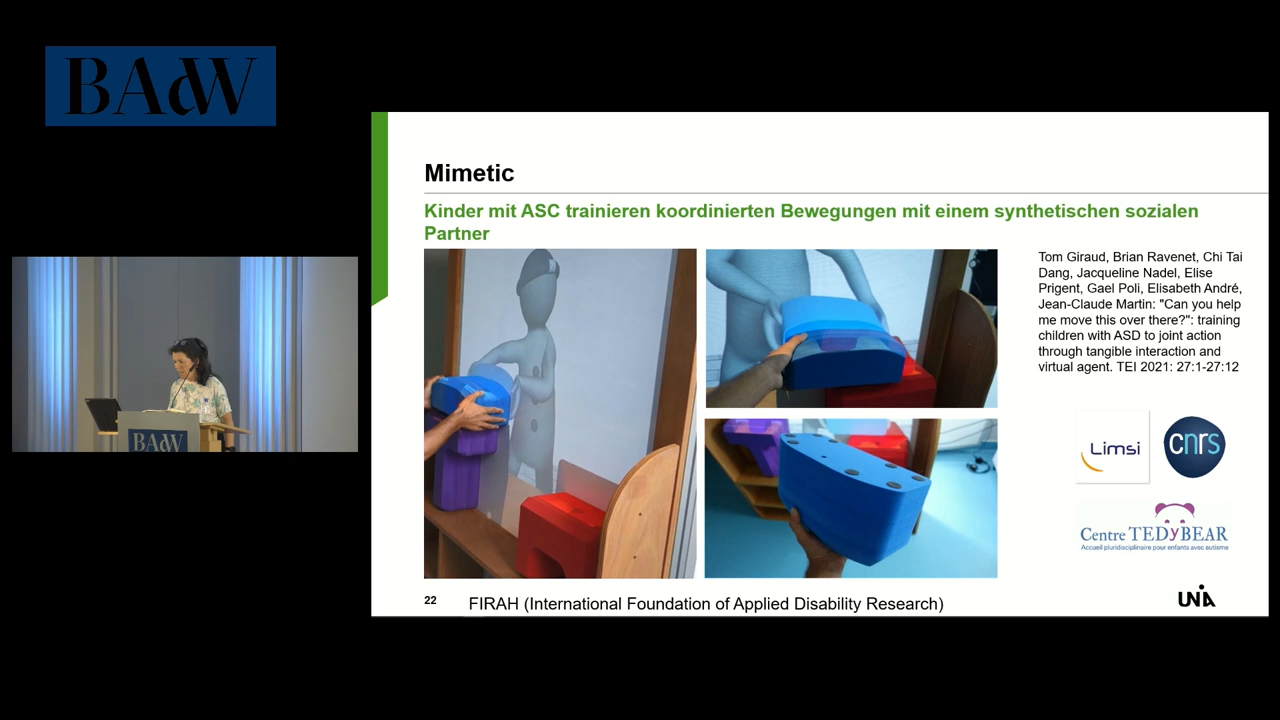 BAdW
Mimetic
Kinder mit ASC trainieren koordinierten Bewegungen mit einem synthetischen sozialen
Partner
Tom Giraud, Brian Ravenet, Chi Tai
Dang, Jacqueline Nadel, Elise
Prigent, Gael Poli, Elisabeth André,
Jean-Claude Martin: "Can you help
me move this over there?": training
children with ASD to joint action
through tangible interaction and
virtual agent. TEI 2021: 27:1-27:12
Limsi
cnrs
Centre TEDyBEAR
Accueil pluridisciplinaire pour enfants avec autisme
BAdW
22
FIRAH (International Foundation of Applied Disability Research)
UNIA